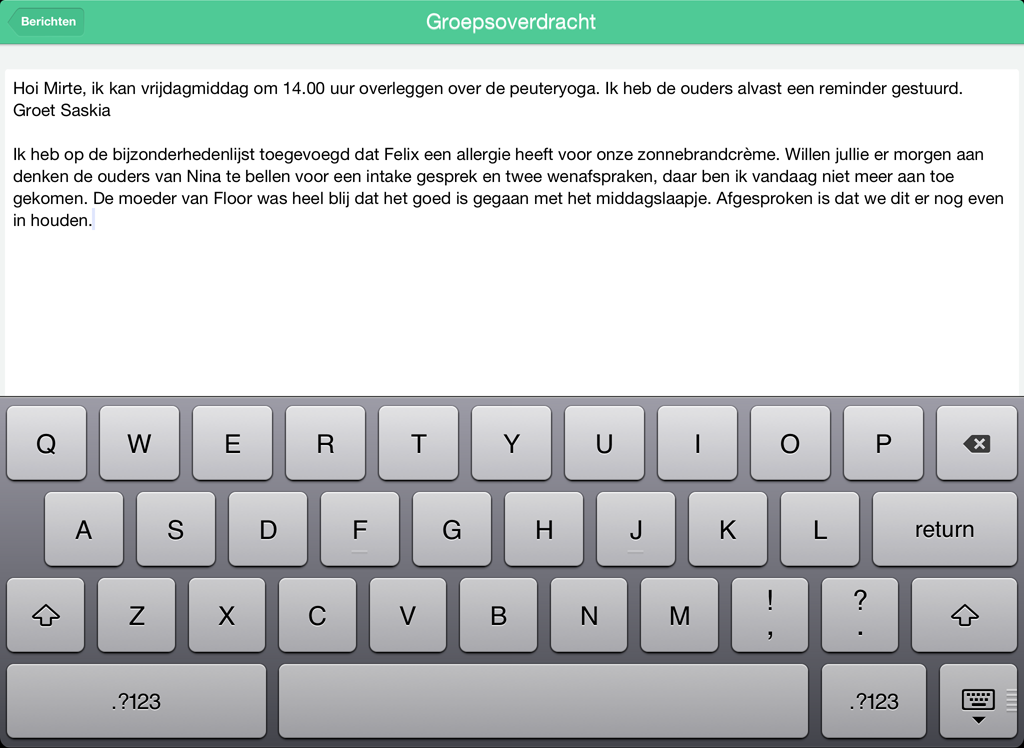 Berichten
Groepsoverdracht
Hoi Mirte, ik kan vrijdagmiddag om 14.00 uur overleggen over de peuteryoga. Ik heb de ouders alvast een reminder gestuurd.
Groet Saskia
Ik heb op de bijzonderhedenlijst toegevoegd dat Felix een allergie heeft voor onze zonnebrandcrème. Willen jullie er morgen aan
denken de ouders van Nina te bellen voor een intake gesprek en twee wenafspraken, daar ben ik vandaag niet meer aan toe
gekomen. De moeder van Floor was heel blij dat het goed is gegaan met het middagslaapje. Afgesproken is dat we dit er nog even
in houden.
Q W E R T Y U I O P
A S D F G H J K L return
Z X C V B N M ! , ? .
.?123 .?123